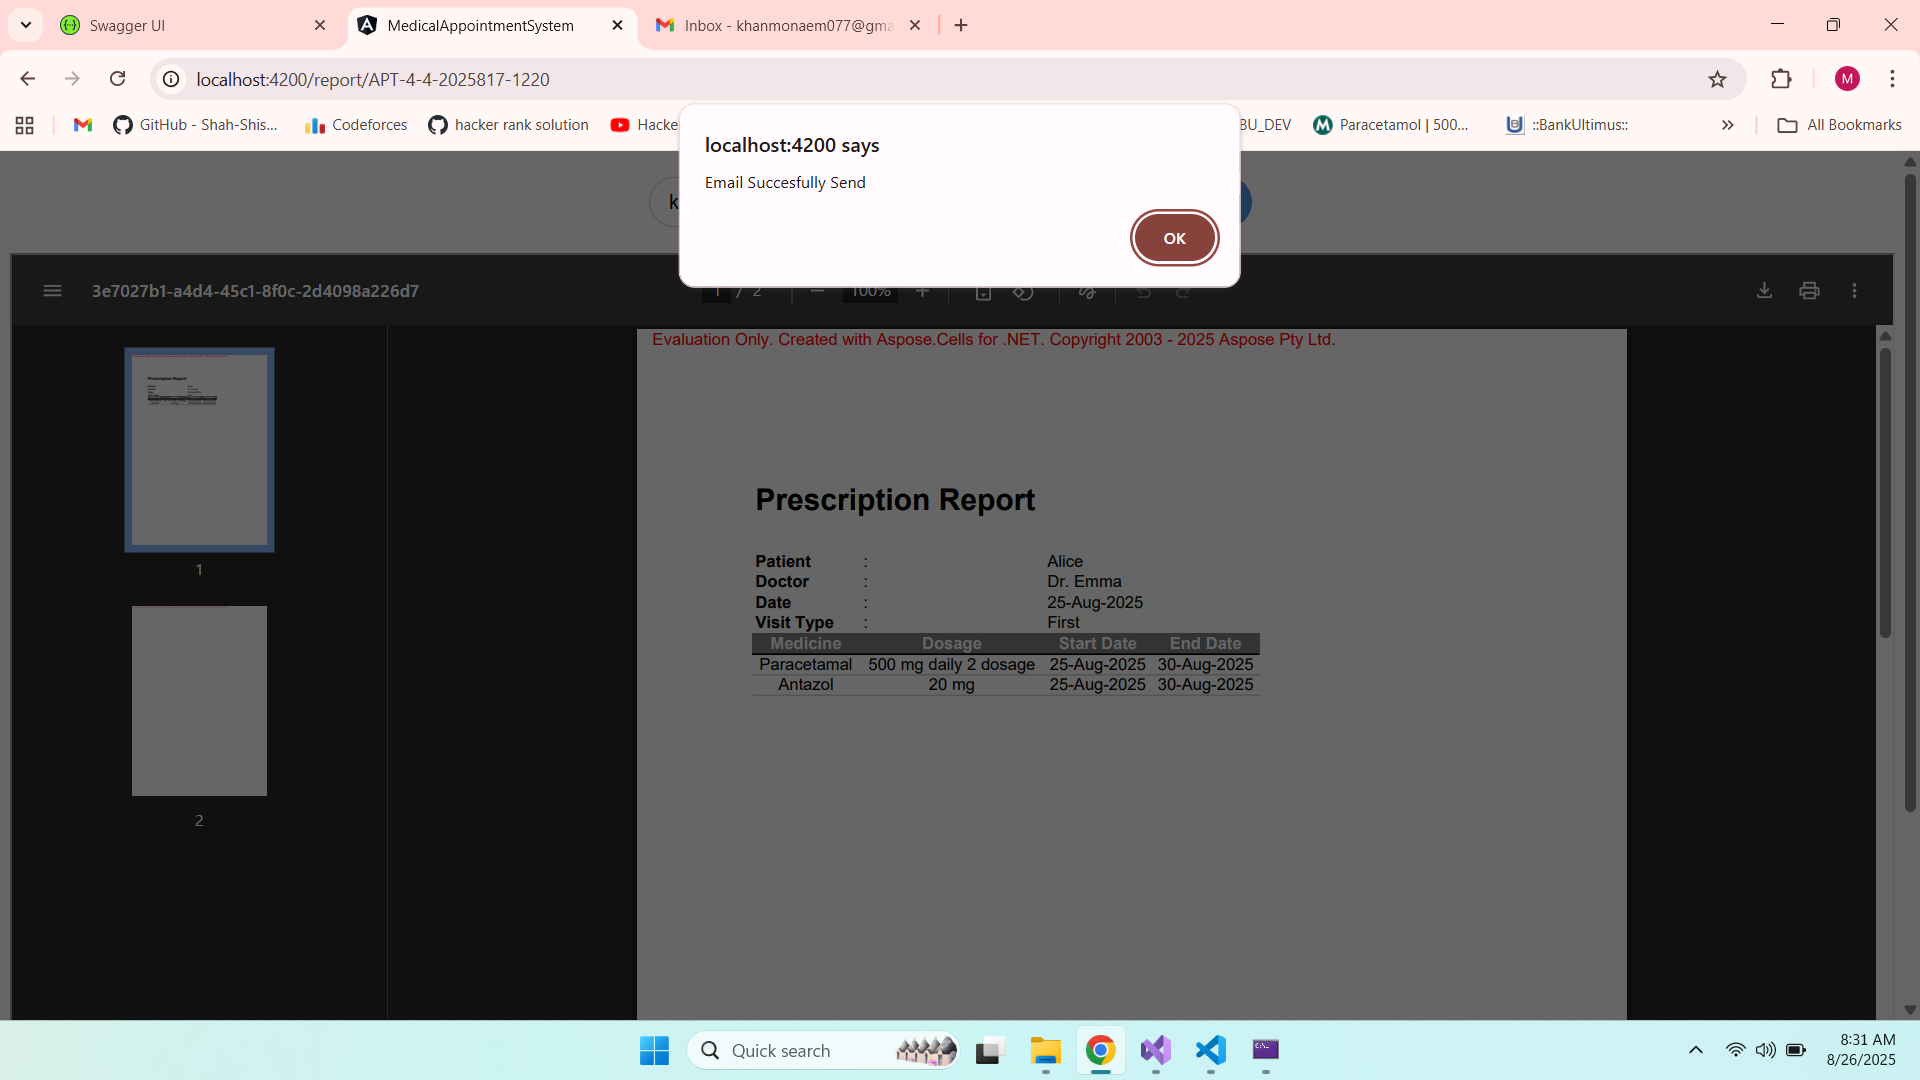 Swagger UI
MedicalAppointmentSystem
Inbox - khanmonaem077@gma
localhost:4200/report/APT-4-4-2025817-1220
M
GitHub - Shah-Shis...
Codeforces
hacker rank solution
Hacke
BU_DEV
Paracetamol | 500...
::BankUltimus::
All Bookmarks
localhost:4200 says
Email Succesfully Send
OK
k
3e7027b1-a4d4-45c1-8f0c-2d4098a226d7
1 / 2
100%
1
2
Evaluation Only. Created with Aspose.Cells for .NET. Copyright 2003 - 2025 Aspose Pty Ltd.
Prescription Report
Patient : Alice
Doctor : Dr. Emma
Date : 25-Aug-2025
Visit Type : First
Medicine Dosage Start Date End Date
Paracetamal 500 mg daily 2 dosage 25-Aug-2025 30-Aug-2025
Antazol 20 mg 25-Aug-2025 30-Aug-2025
Quick search
8:31 AM
8/26/2025